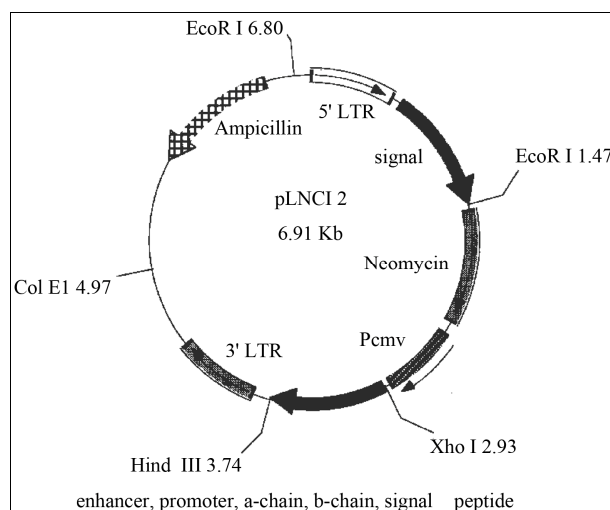 EcoR I 6.80
5' LTR
Ampicillin
signal
EcoR I 1.47
pLNCI 2
6.91 Kb
Neomycin
Col E1 4.97
Pcmv
3' LTR
Xho I 2.93
Hind III 3.74
enhancer, promoter, a-chain, b-chain, signal peptide